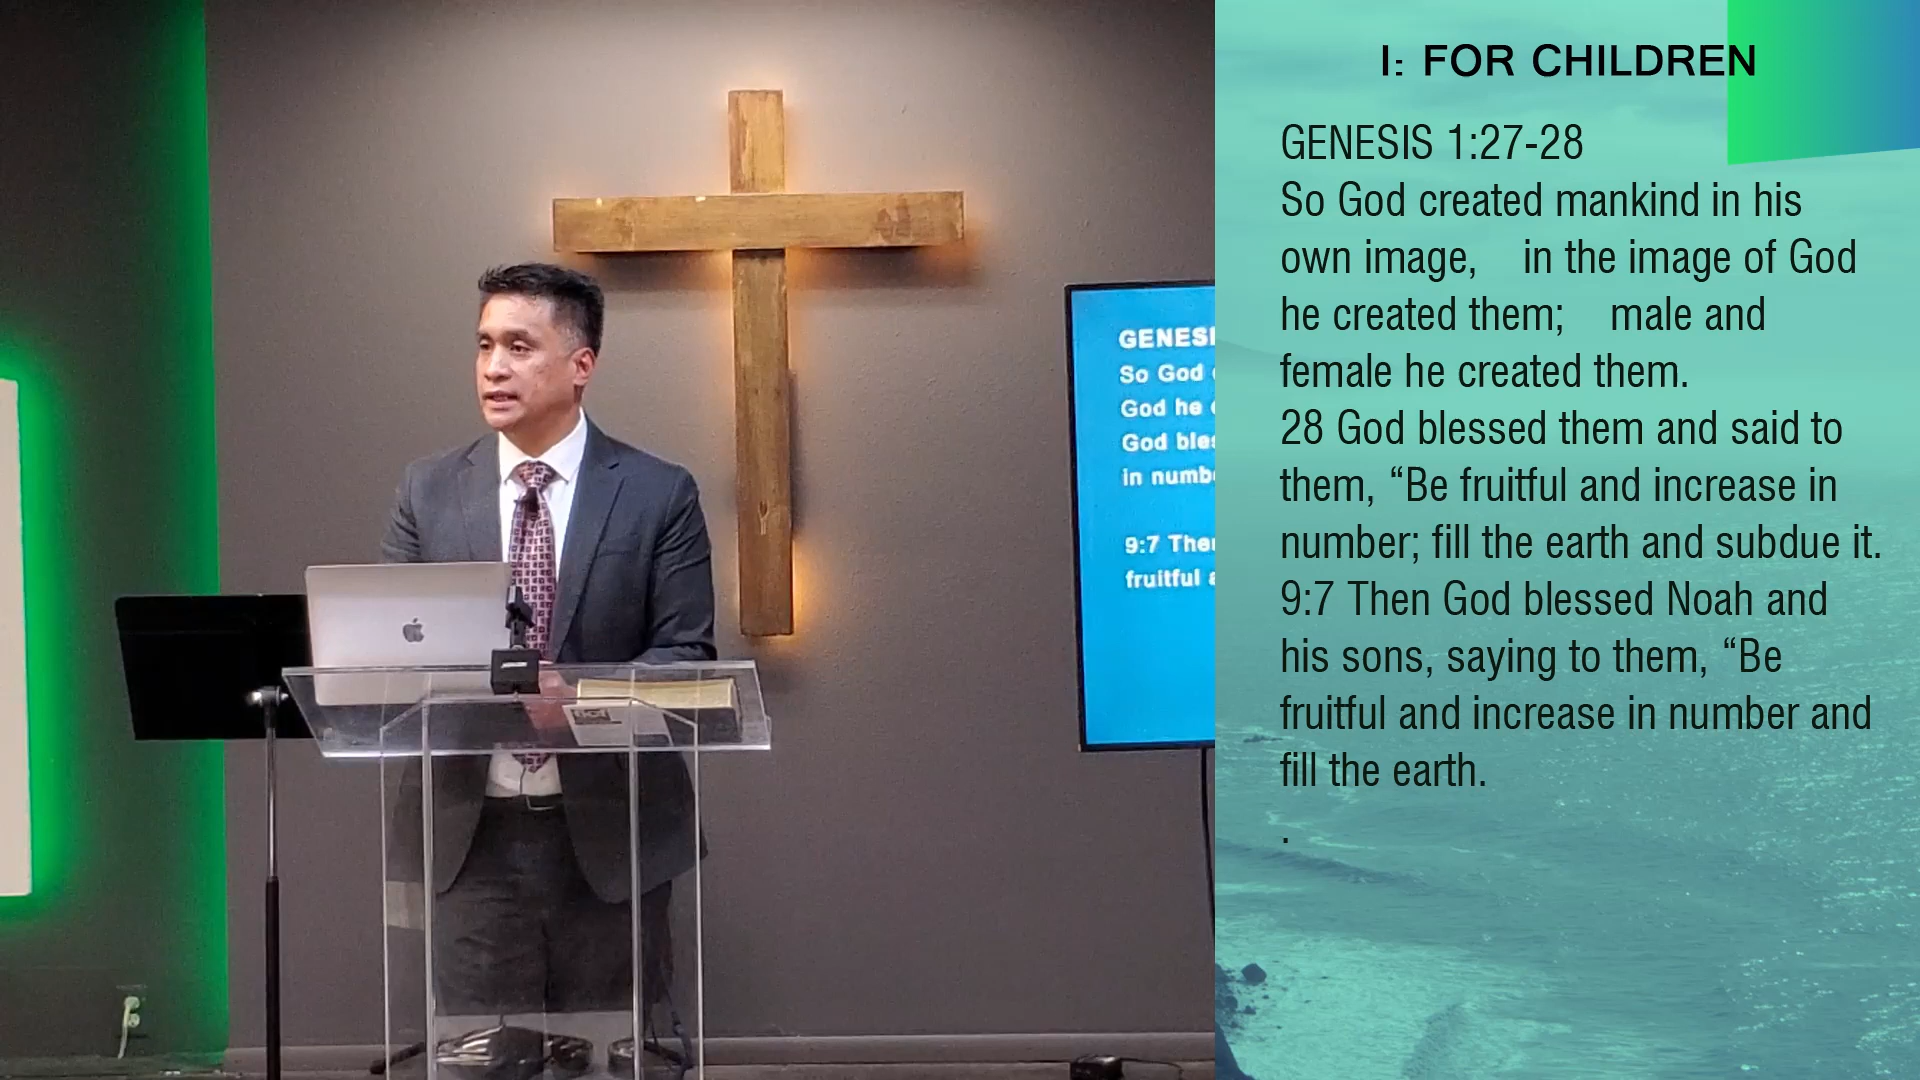 I: FOR CHILDREN
GENESIS 1:27-28
So God created mankind in his
own image, in the image of God
he created them; male and
female he created them.
28 God blessed them and said to
them, “Be fruitful and increase in
number; fill the earth and subdue it.
9:7 Then God blessed Noah and
his sons, saying to them, “Be
fruitful and increase in number and
fill the earth.
.
GENESI
So God
God he
God bles
in numb
9:7 The
fruitful